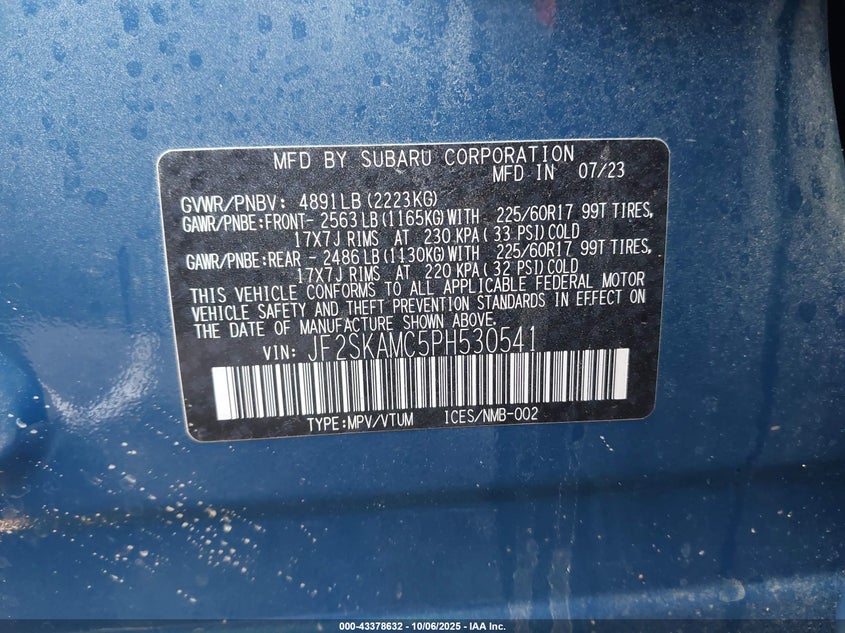 MFD BY SUBARU CORPORATION
MFD IN 07/23
GVWR/PNBV: 4891LB(2223KG)
GAWR/PNBE:FRONT- 2563LB(1165KG)WITH 225/60R17 99T TIRES,
17X7J RIMS AT 230 KPA( 33 PSI)COLD
GAWR/PNBE:REAR - 2486LB(1130KG)WITH 225/60R17 99T TIRES,
17X7J RIMS AT 220 KPA( 32 PSI)COLD
THIS VEHICLE CONFORMS TO ALL APPLICABLE FEDERAL MOTOR
VEHICLE SAFETY AND THEFT PREVENTION STANDARDS IN EFFECT ON
THE DATE OF MANUFACTURE SHOWN ABOVE.
VIN: JF2SKAMC5PH530541
TYPE:MPV/VTUM ICES/NMB-002
000-43378632 - 10/06/2025 - IAA Inc.